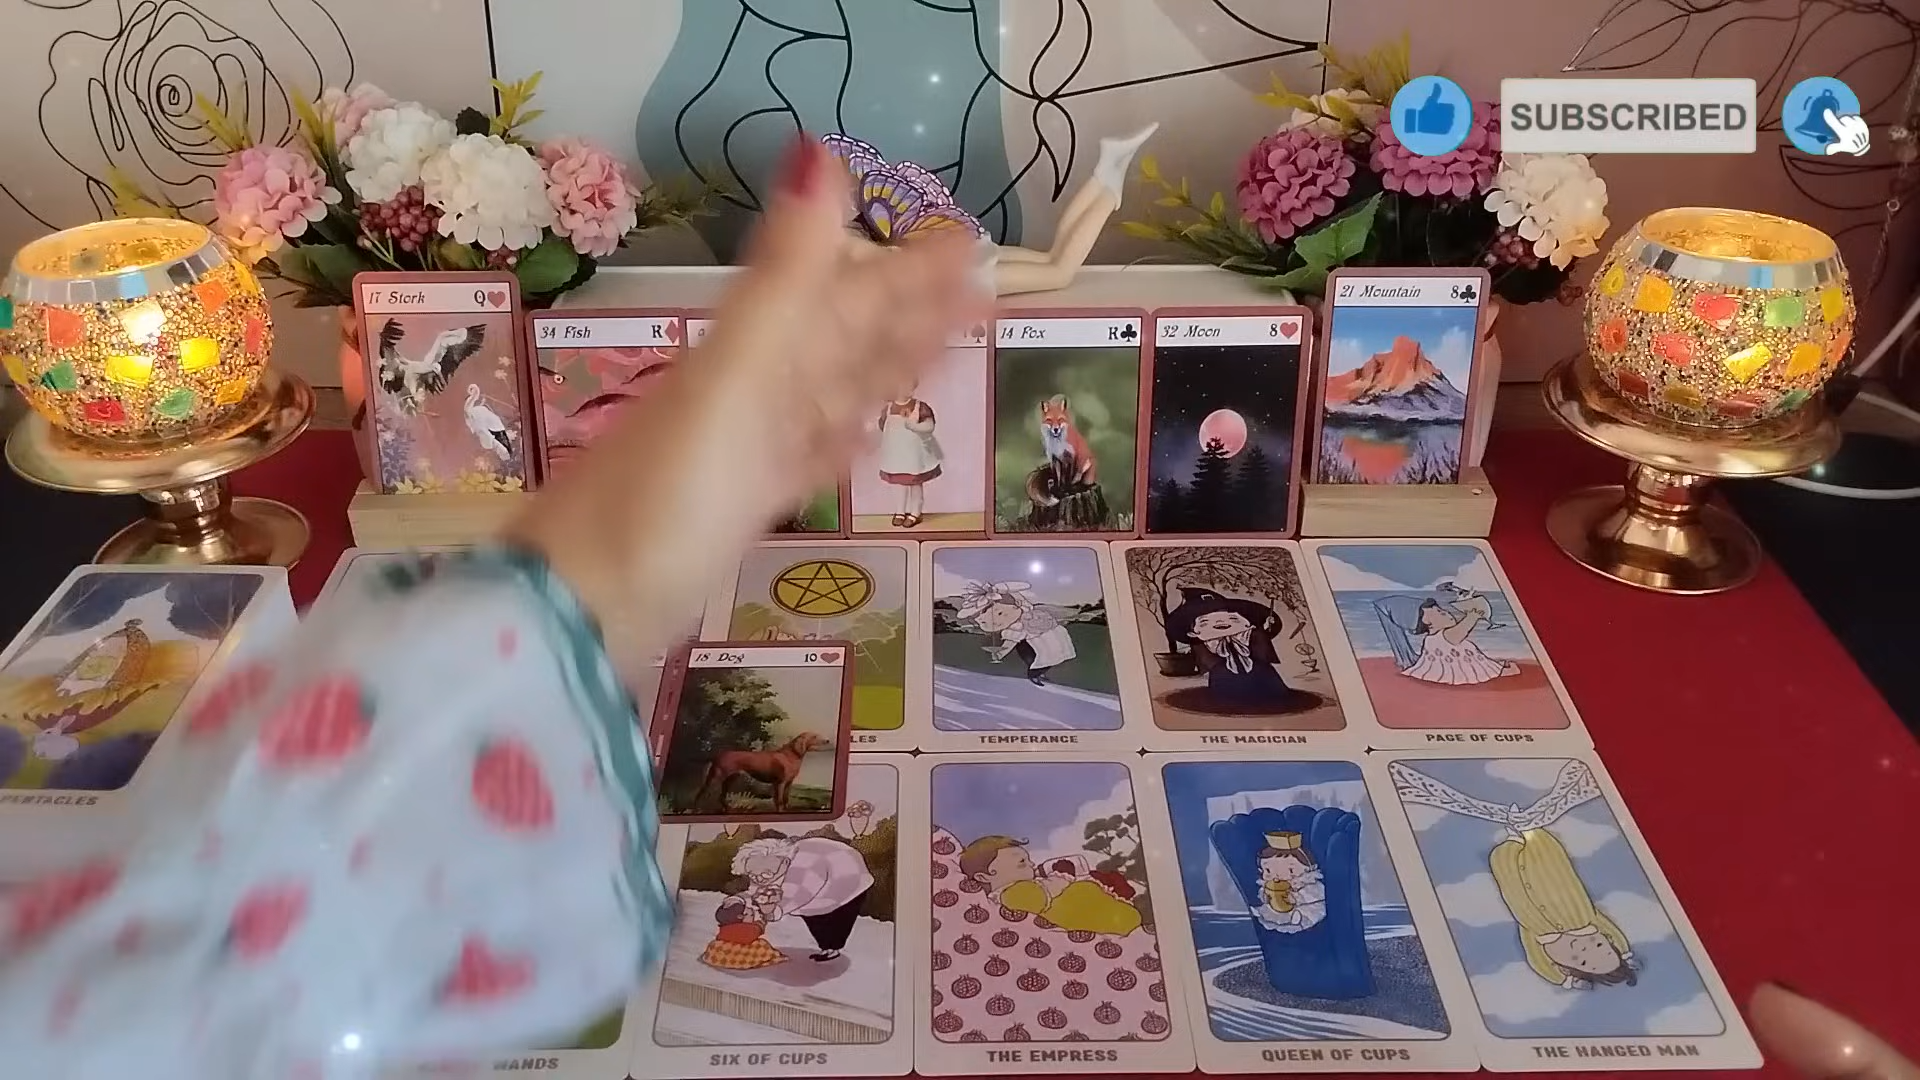 SUBSCRIBED
17 Stork Q
21 Mountain 8
34 Fish R
14 Fox K
32 Moon 8
18 Dog 10
LES
TEMPERANCE
THE MAGICIAN
PAGE OF CUPS
PENTACLES
WANDS
SIX OF CUPS
THE EMPRESS
QUEEN OF CUPS
THE HANGED MAN